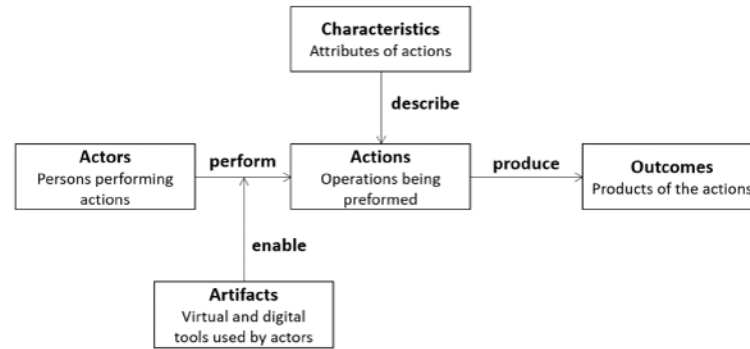 Characteristics
Attributes of actions
describe
Actors
Persons performing
actions
perform
Actions
Operations being
preformed
produce
Outcomes
Products of the actions
enable
Artifacts
Virtual and digital
tools used by actors